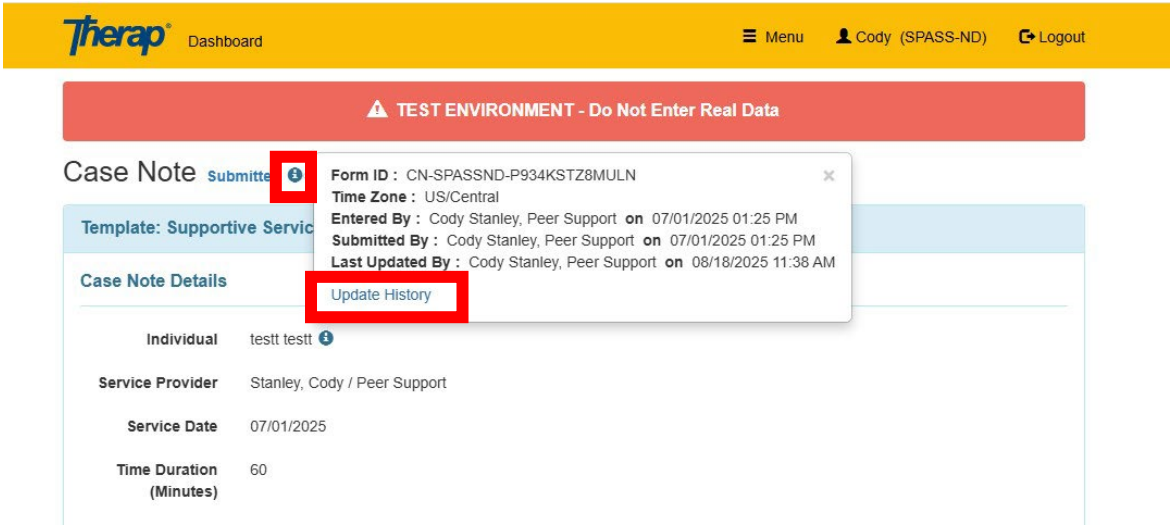 Therap® Dashboard Menu Cody (SPASS-ND) Logout
TEST ENVIRONMENT - Do Not Enter Real Data
Case Note Submitte
Form ID : CN-SPASSND-P934KSTZ8MULN ×
Time Zone : US/Central
Entered By : Cody Stanley, Peer Support on 07/01/2025 01:25 PM
Submitted By : Cody Stanley, Peer Support on 07/01/2025 01:25 PM
Last Updated By : Cody Stanley, Peer Support on 08/18/2025 11:38 AM
Update History
Template: Supportive Servic
Case Note Details
Individual testt testt
Service Provider Stanley, Cody / Peer Support
Service Date 07/01/2025
Time Duration 60
(Minutes)